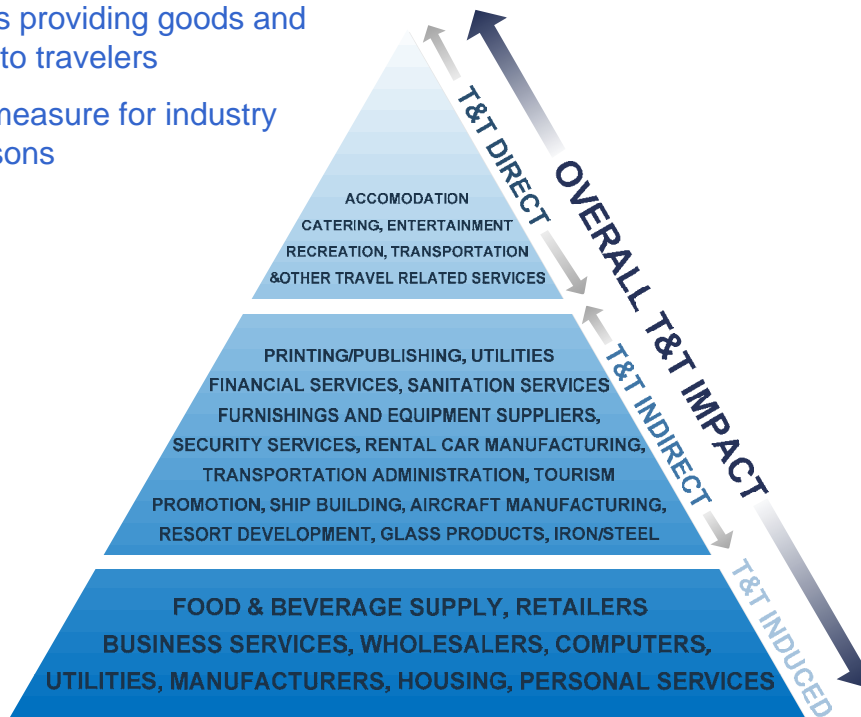 s providing goods and
to travelers
measure for industry
sons
T&T DIRECT
OVERALL T&T IMPACT
ACCOMODATION
CATERING, ENTERTAINMENT
RECREATION, TRANSPORTATION
&OTHER TRAVEL RELATED SERVICES
T&T INDIRECT
PRINTING/PUBLISHING, UTILITIES
FINANCIAL SERVICES, SANITATION SERVICES
FURNISHINGS AND EQUIPMENT SUPPLIERS,
SECURITY SERVICES, RENTAL CAR MANUFACTURING,
TRANSPORTATION ADMINISTRATION, TOURISM
PROMOTION, SHIP BUILDING, AIRCRAFT MANUFACTURING,
RESORT DEVELOPMENT, GLASS PRODUCTS, IRON/STEEL
T&T INDUCED
FOOD & BEVERAGE SUPPLY, RETAILERS
BUSINESS SERVICES, WHOLESALERS, COMPUTERS,
UTILITIES, MANUFACTURERS, HOUSING, PERSONAL SERVICES